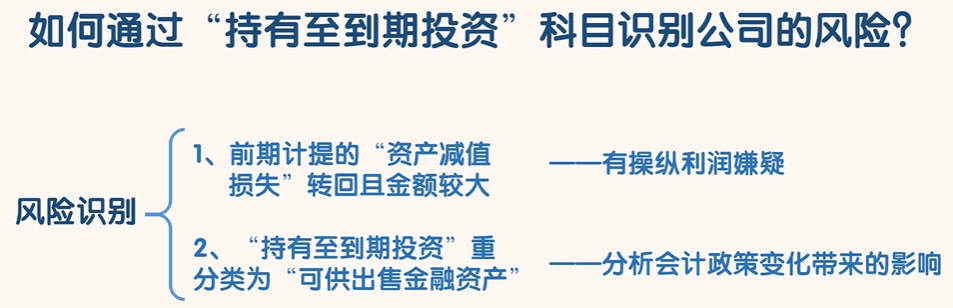 如何通过“持有至到期投资”科目识别公司的风险？
风险识别
1、前期计提的“资产减值
损失”转回且金额较大
——有操纵利润嫌疑
2、“持有至到期投资”重
分类为“可供出售金融资产”
——分析会计政策变化带来的影响